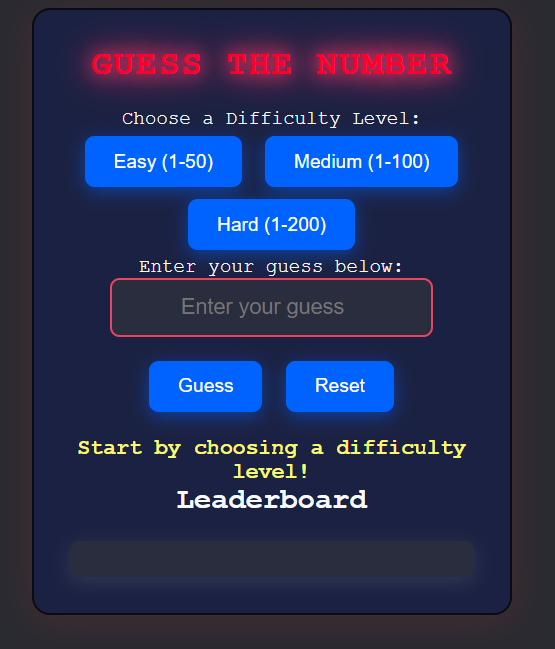 GUESS THE NUMBER
Choose a Difficulty Level:
Easy (1-50) Medium (1-100)
Hard (1-200)
Enter your guess below:
Enter your guess
Guess Reset
Start by choosing a difficulty
level!
Leaderboard